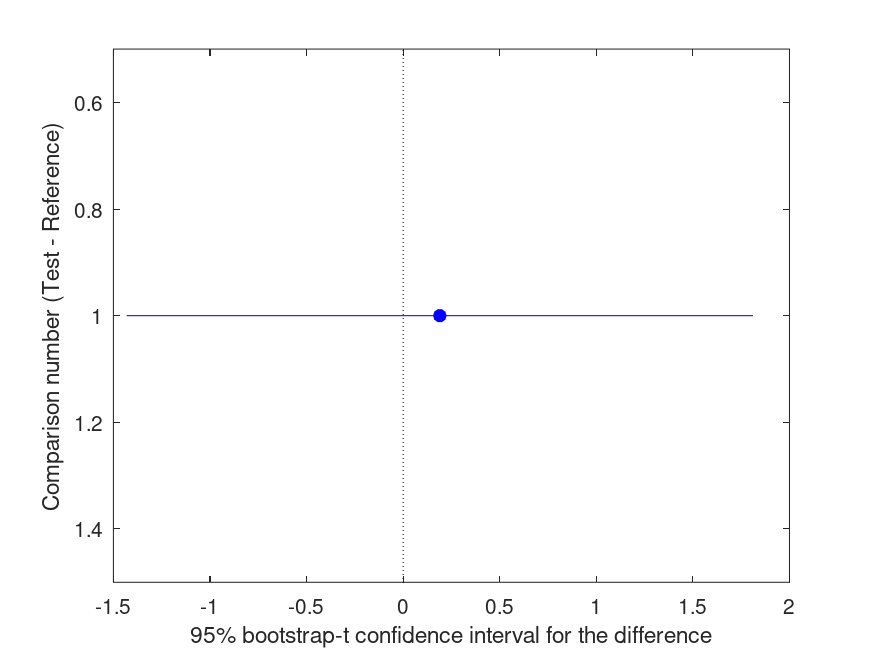 Comparison number (Test - Reference)
0.6
0.8
1
1.2
1.4
-1.5 -1 -0.5 0 0.5 1 1.5 2
95% bootstrap-t confidence interval for the difference